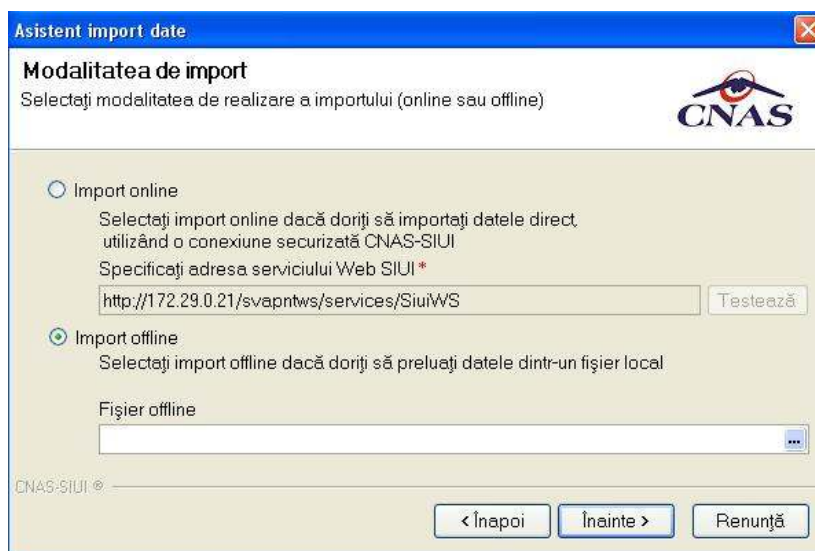 Asistent import date
Modalitatea de import
Selectaţi modalitatea de realizare a importului (online sau offline)
CNAS
Import online
Selectaţi import online dacă doriţi să importaţi datele direct,
utilizând o conexiune securizată CNAS-SIUI
Specificaţi adresa serviciului Web SIUI *
http://172.29.0.21/svapntws/services/SiuiWS
Testează
Import offline
Selectaţi import offline dacă doriţi să preluaţi datele dintr-un fişier local
Fişier offline
...
CNAS-SIUI ®
< Înapoi
Înainte >
Renunţă